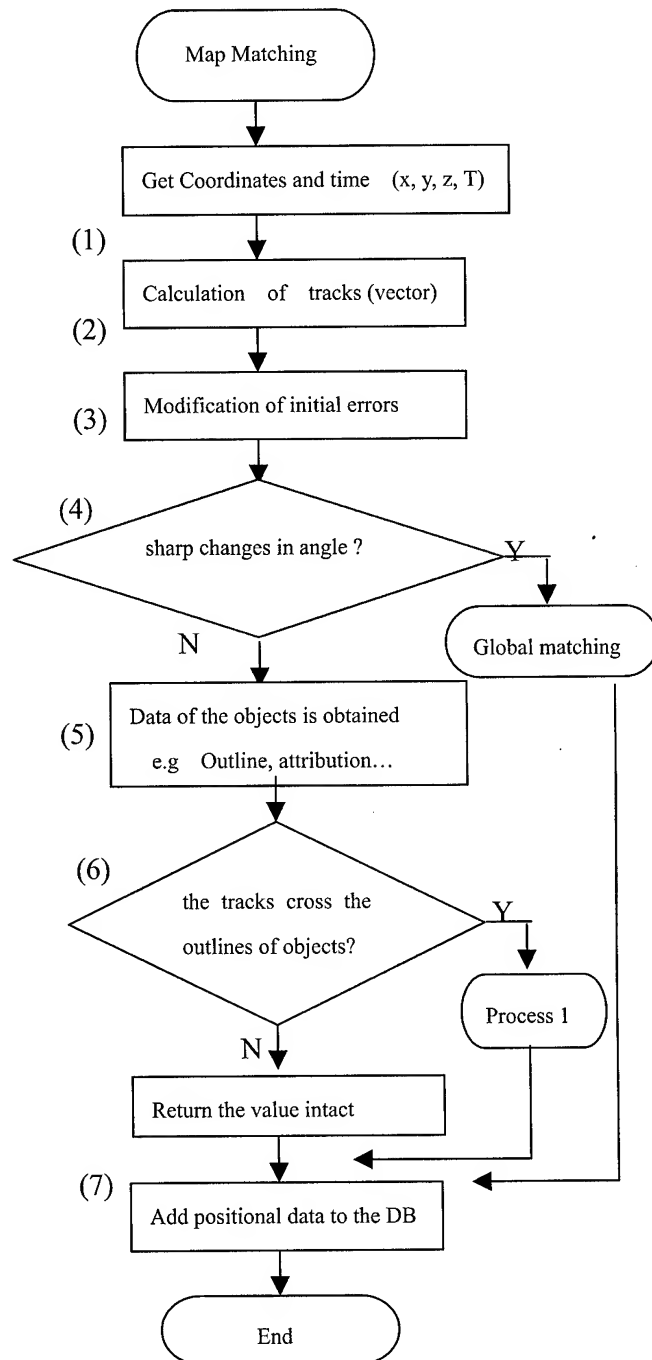 Map Matching
Get Coordinates and time (x, y, z, T)
(1)
Calculation of tracks (vector)
(2)
Modification of initial errors
(3)
(4)
sharp changes in angle ?
Y
N
Global matching
Data of the objects is obtained
(5)
e.g Outline, attribution…
(6)
the tracks cross the
outlines of objects?
Y
Process 1
N
Return the value intact
(7)
Add positional data to the DB
End